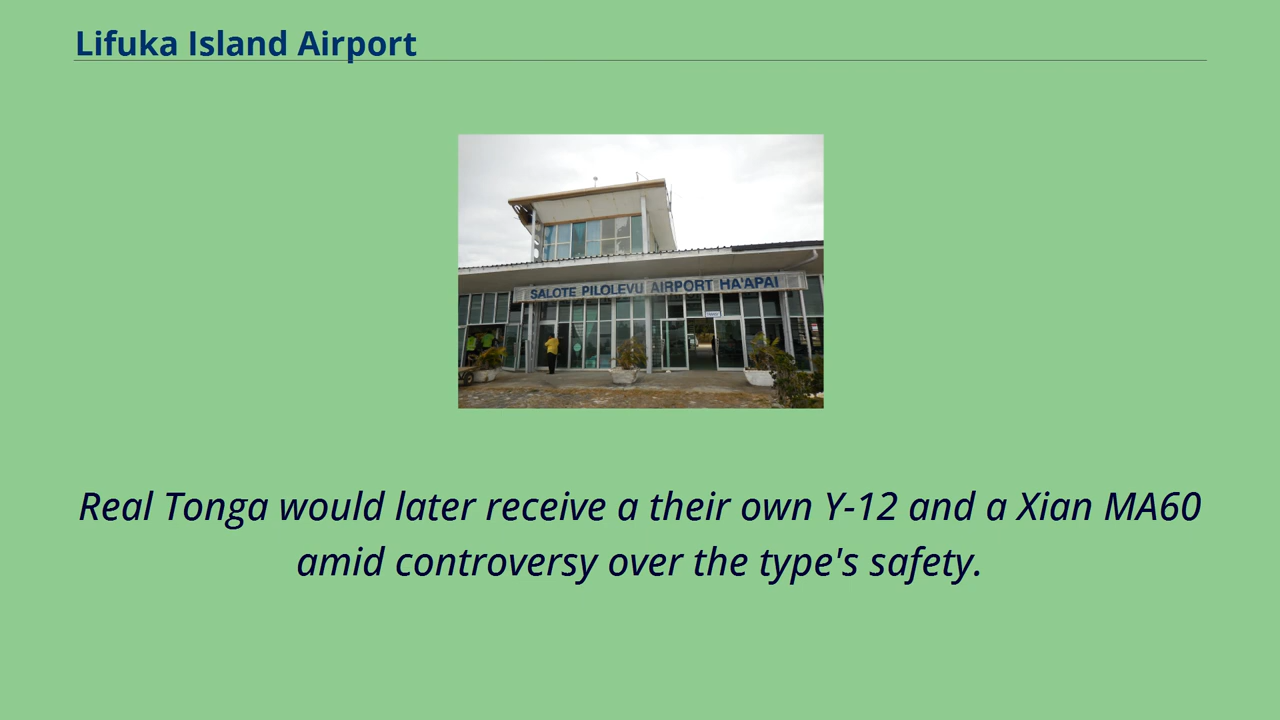 Lifuka Island Airport
SALOTE PILOLEVU AIRPORT HA'APAI
Real Tonga would later receive a their own Y-12 and a Xian MA60
amid controversy over the type's safety.